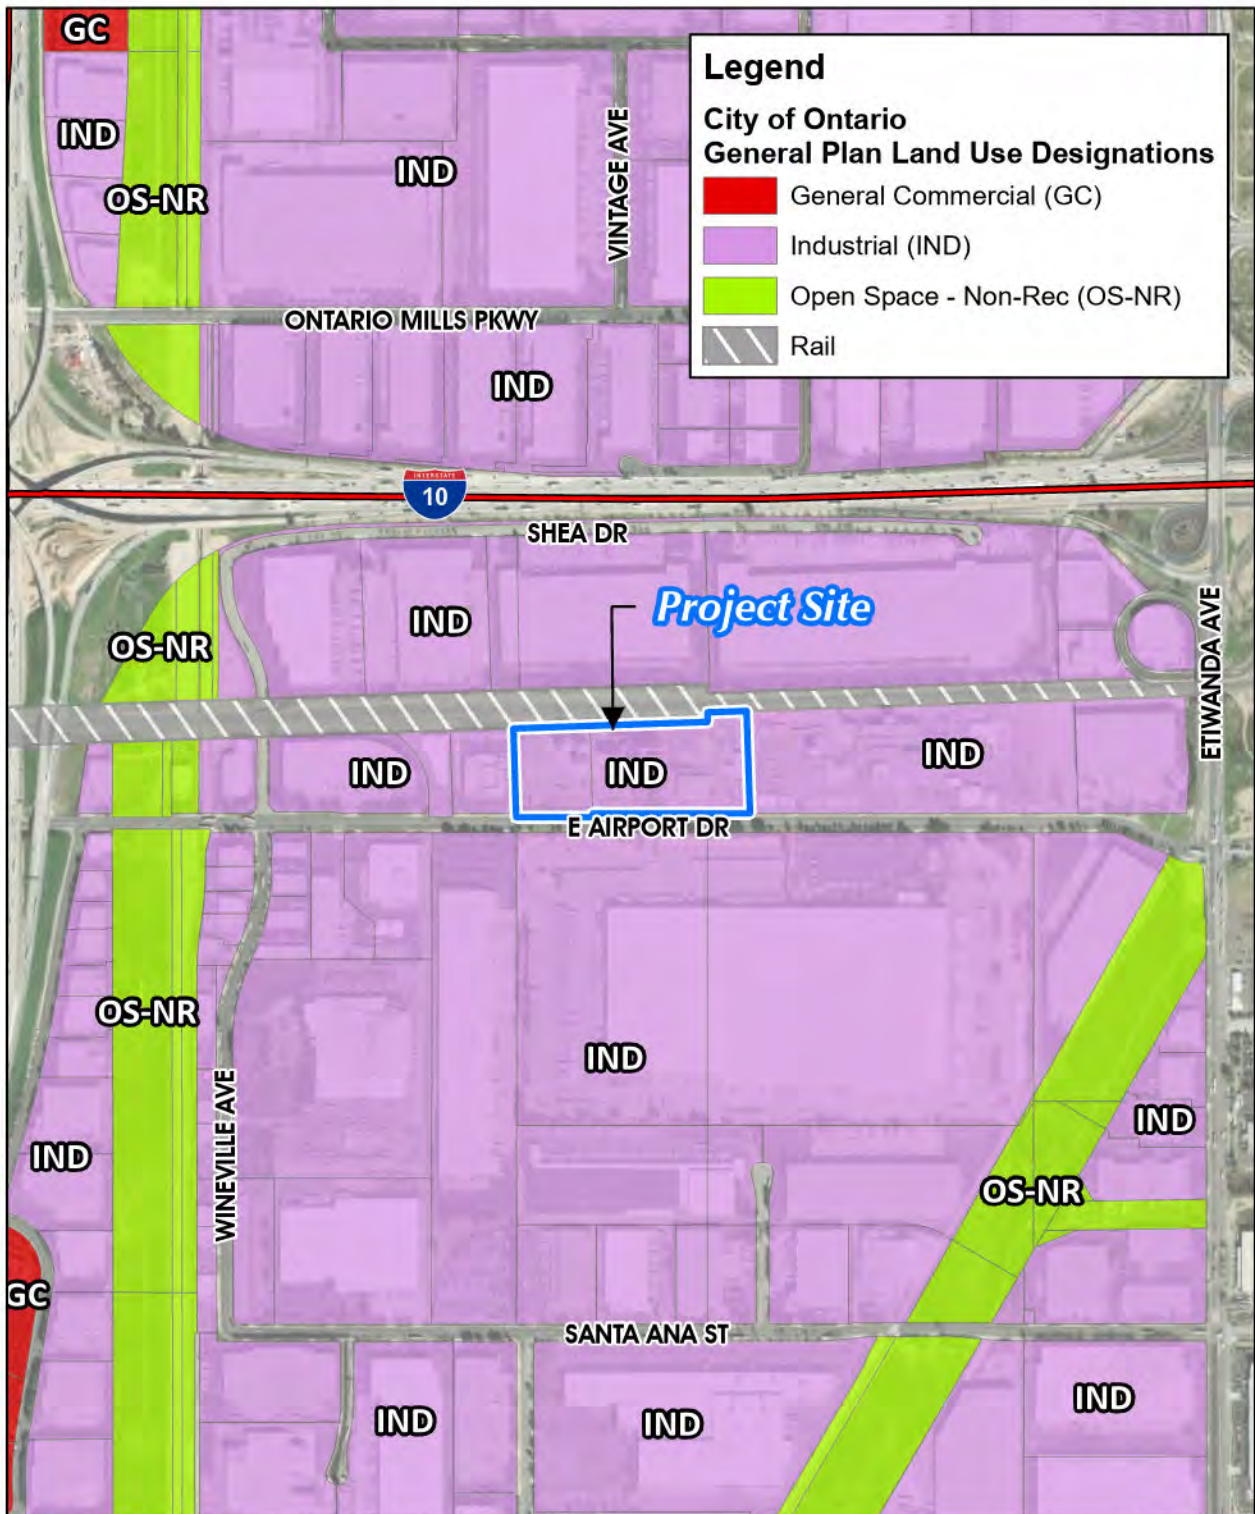 GC
Legend
City of Ontario
General Plan Land Use Designations
General Commercial (GC)
Industrial (IND)
Open Space - Non-Rec (OS-NR)
Rail
IND
OS-NR
IND
VINTAGE AVE
ONTARIO MILLS PKWY
IND
INTERSTATE
10
SHEA DR
Project Site
IND
OS-NR
ETIWANDA AVE
IND
IND
IND
E AIRPORT DR
OS-NR
IND
WINEVILLE AVE
IND
IND
OS-NR
GC
SANTA ANA ST
IND
IND
IND